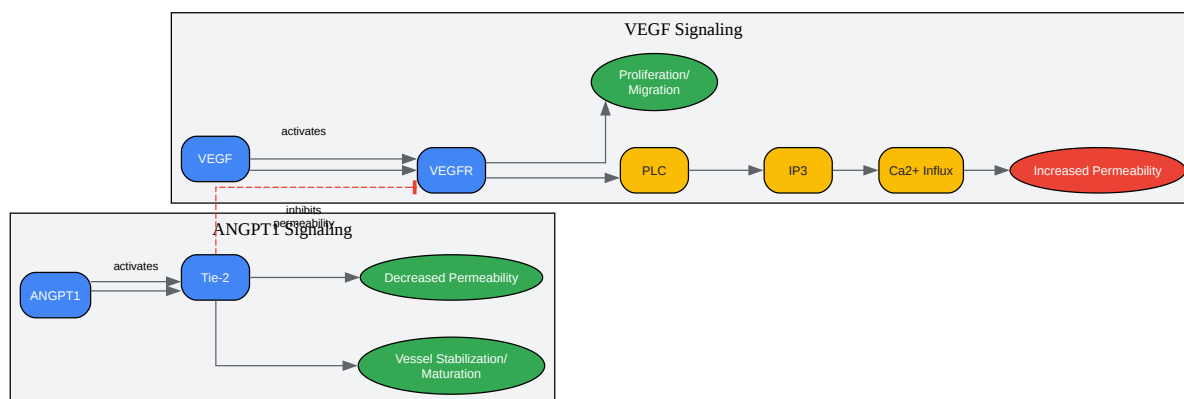 VEGF Signaling
Proliferation/
Migration
activates
VEGF
VEGFR
PLC
IP3
Ca2+ Influx
Increased Permeability
inhibits
permeability
ANGPT1 Signaling
activates
Tie-2
Decreased Permeability
ANGPT1
Vessel Stabilization/
Maturation